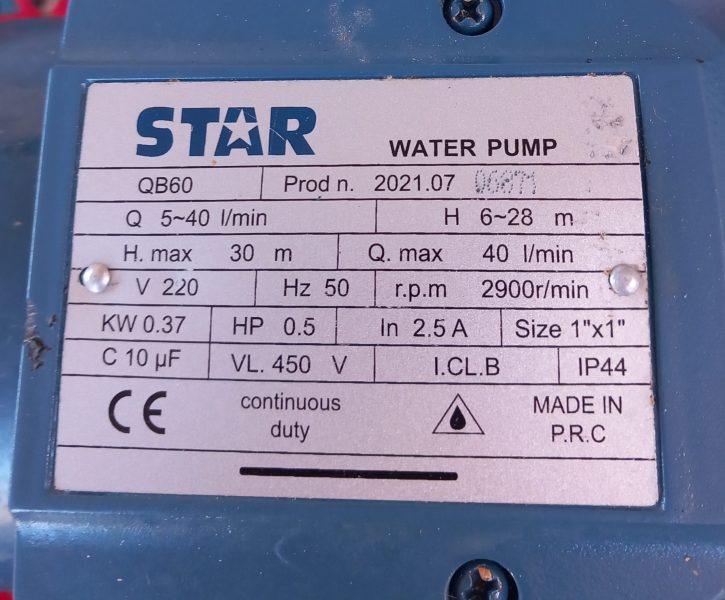 STAR WATER PUMP
QB60 Prod n. 2021.07
Q 5~40 l/min H 6~28 m
H. max 30 m Q. max 40 l/min
V 220 Hz 50 r.p.m 2900r/min
KW 0.37 HP 0.5 In 2.5 A Size 1"x1"
C 10 µF VL. 450 V I.CL.B IP44
CE continuous duty MADE IN P.R.C